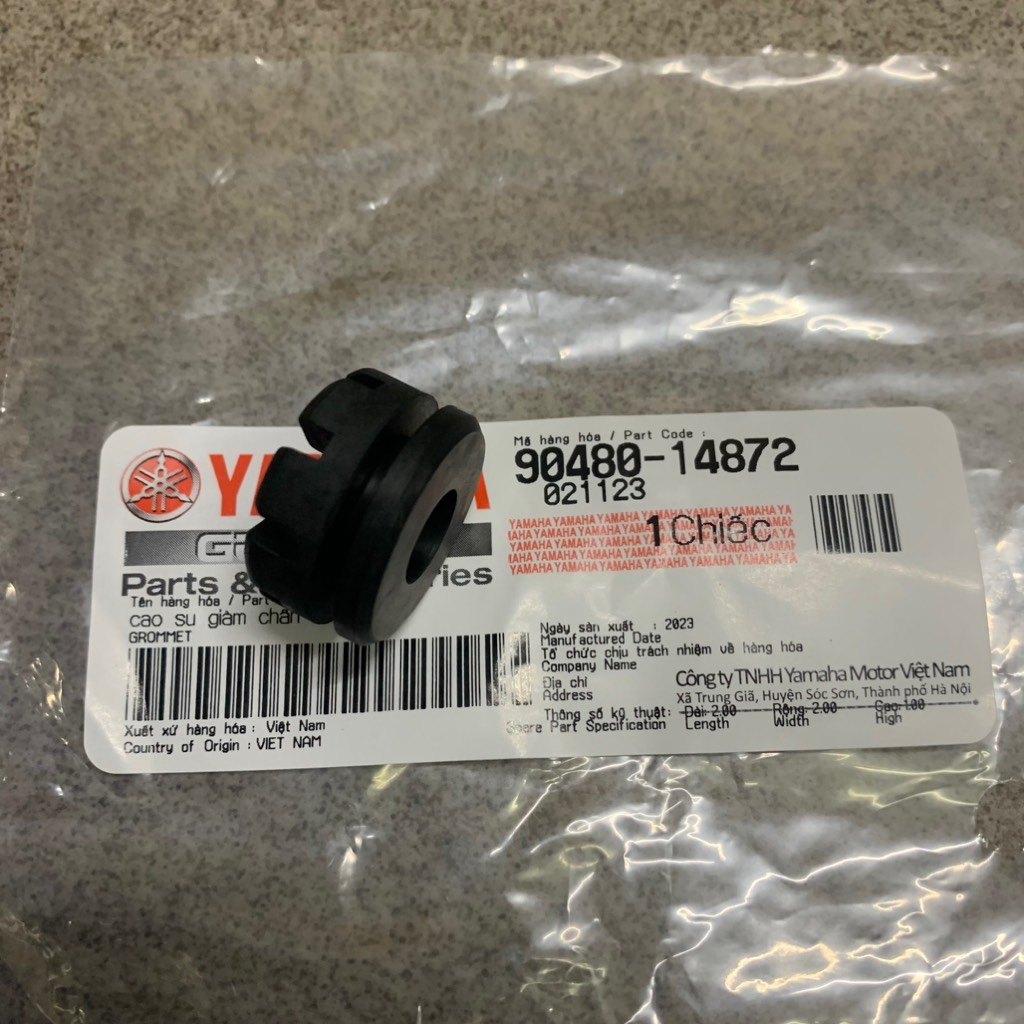 Mã hàng hóa / Part Code :
90480-14872
021123
YAMAHA YAMAHA YAMAHA YAMAHA YAMAHA YA
1 Chiếc
Parts &
Tên hàng hóa / Part
cao su giảm chấn
GROMMET
Xuất xứ hàng hóa : Việt Nam
Country of Origin : VIET NAM
Ngày sản xuất : 2023
Manufactured Date
Tổ chức chịu trách nhiệm về hàng hóa
Company Name
Công ty TNHH Yamaha Motor Việt Nam
Địa chỉ
Address
Xã Trung Giã, Huyện Sóc Sơn, Thành phố Hà Nội
Thông số kỹ thuật: Dài 2.00 Rộng 2.00 Cao 1.00
Spare Part Specification Length Width High